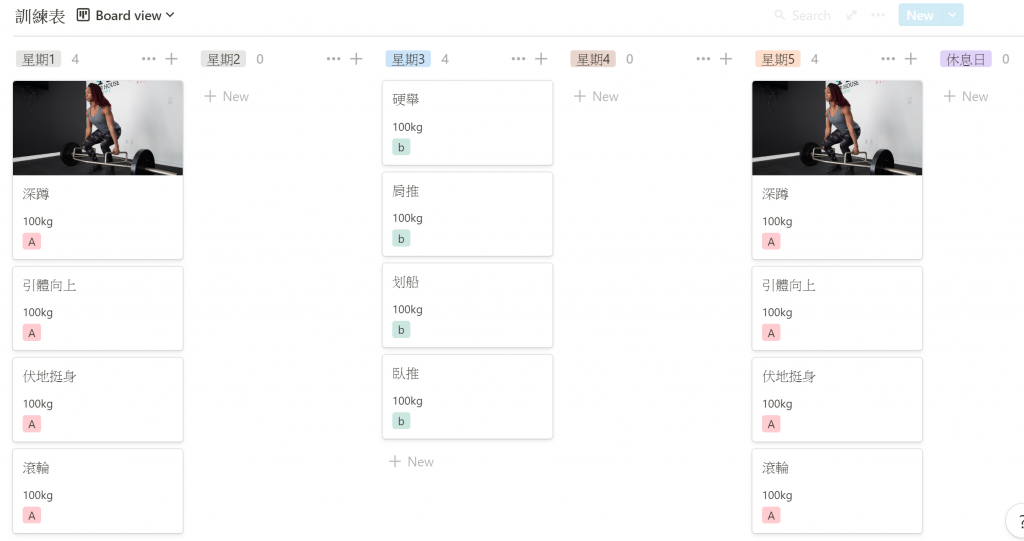 訓練表 Board view Search ... New
星期1 4
深蹲
100kg
A
引體向上
100kg
A
伏地挺身
100kg
A
滾輪
100kg
A
星期2 0
+ New
星期3 4
硬舉
100kg
b
肩推
100kg
b
划船
100kg
b
臥推
100kg
b
+ New
星期4 0
+ New
星期5 4
深蹲
100kg
A
引體向上
100kg
A
伏地挺身
100kg
A
滾輪
100kg
A
休息日 0
+ New
?